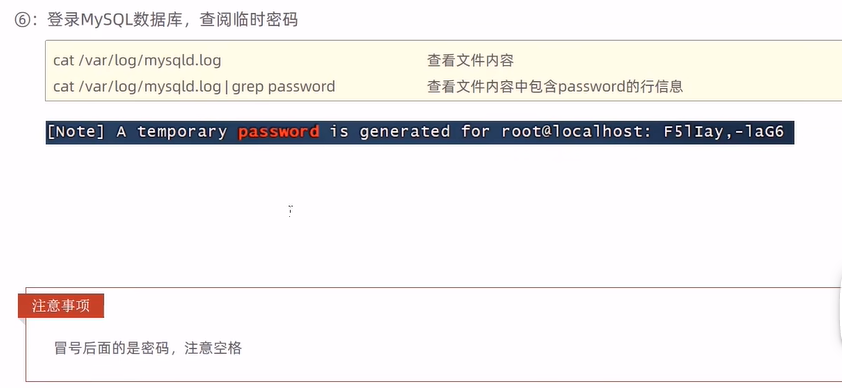 ⑥：登录MySQL数据库，查阅临时密码
cat /var/log/mysqld.log 查看文件内容
cat /var/log/mysqld.log | grep password 查看文件内容中包含password的行信息
[Note] A temporary password is generated for root@localhost: F5lIay,-laG6
注意事项
冒号后面的是密码，注意空格